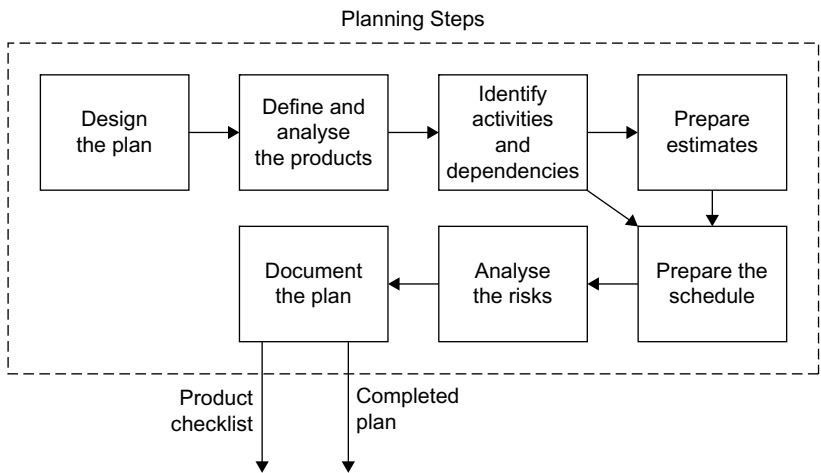 Planning Steps
Design
the plan
Define and
analyse
the products
Identify
activities
and
dependencies
Prepare
estimates
Document
the plan
Analyse
the risks
Prepare the
schedule
Product
checklist
Completed
plan